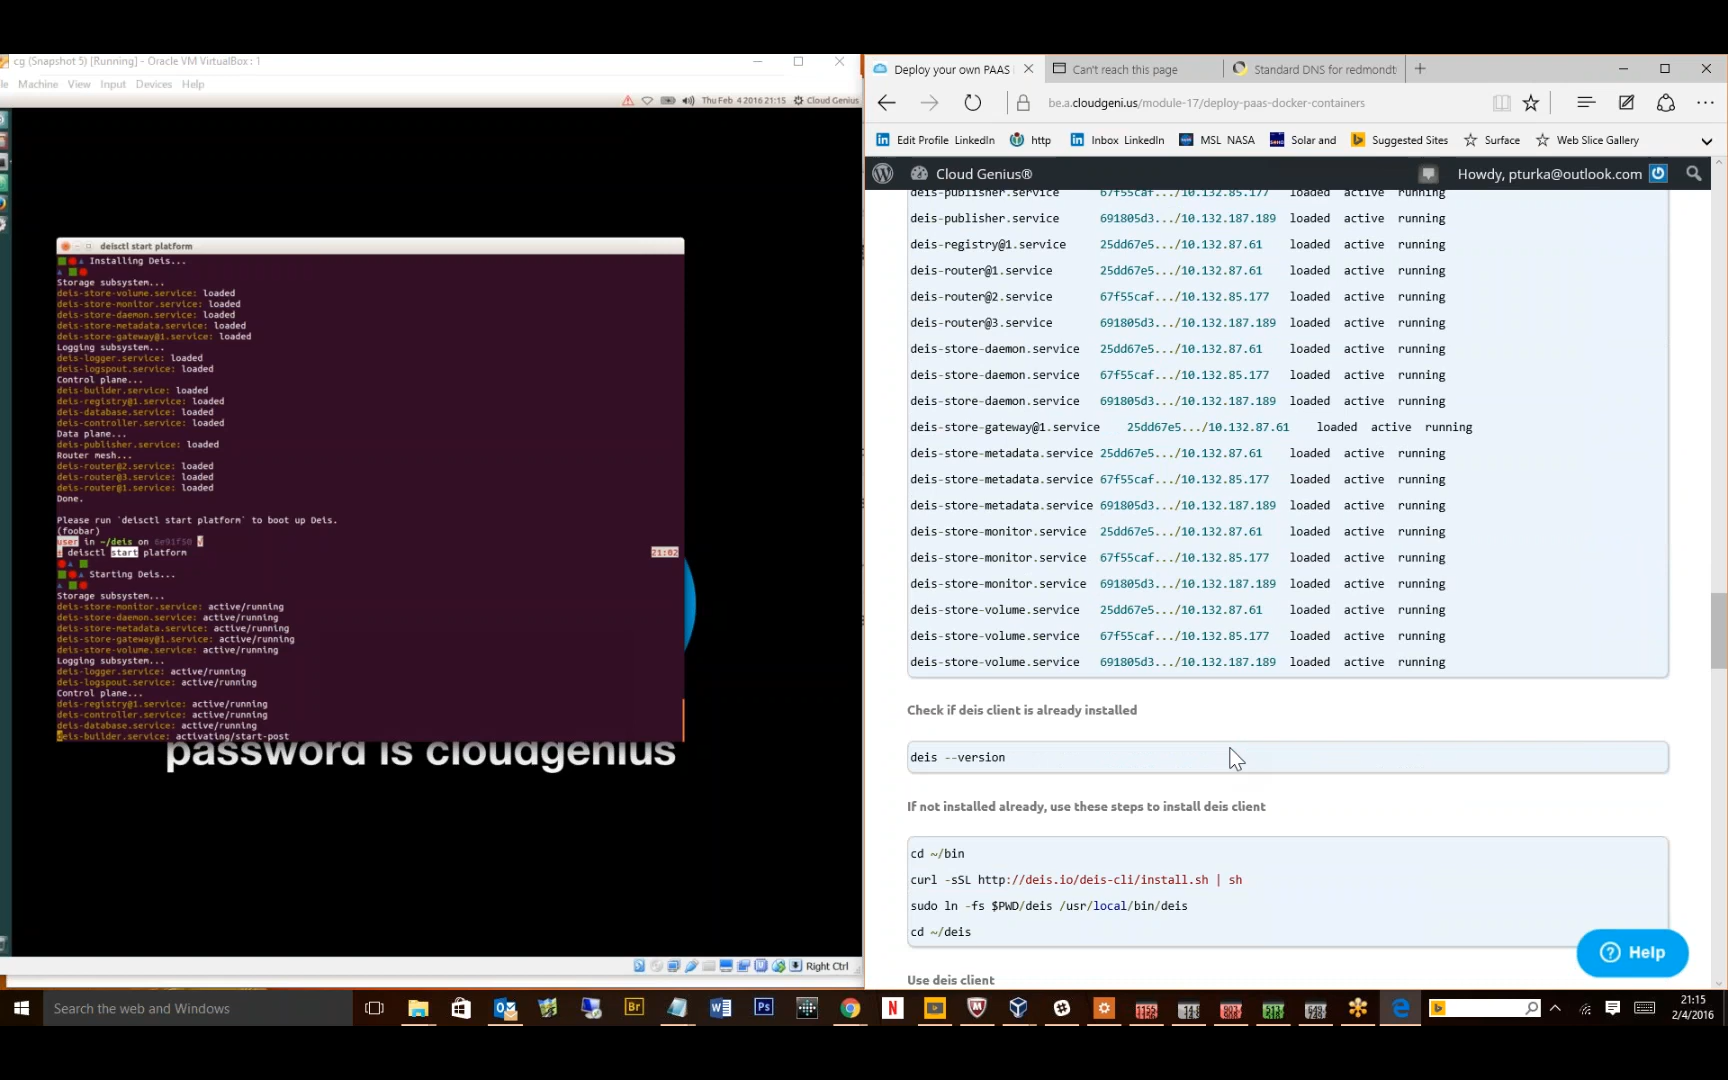 cg (Snapshot 5) [Running] - Oracle VM VirtualBox : 1
Machine View Input Devices Help
Thu Feb 4 2016 21:15 Cloud Genius
deisctl start platform
Installing Deis...
Storage subsystem...
deis-store-volume.service: loaded
deis-store-monitor.service: loaded
deis-store-daemon.service: loaded
deis-store-metadata.service: loaded
deis-store-gateway@1.service: loaded
Logging subsystem...
deis-logger.service: loaded
deis-logspout.service: loaded
Control plane...
deis-builder.service: loaded
deis-registry@1.service: loaded
deis-database.service: loaded
deis-controller.service: loaded
Data plane...
deis-publisher.service: loaded
Router mesh...
deis-router@2.service: loaded
deis-router@3.service: loaded
deis-router@1.service: loaded
Done.
Please run `deisctl start platform` to boot up Deis.
(foobar)
user in ~/deis on 6e91f50 √
± deisctl start platform 21:02
Starting Deis...
Storage subsystem...
deis-store-monitor.service: active/running
deis-store-daemon.service: active/running
deis-store-metadata.service: active/running
deis-store-gateway@1.service: active/running
deis-store-volume.service: active/running
Logging subsystem...
deis-logger.service: active/running
deis-logspout.service: active/running
Control plane...
deis-registry@1.service: active/running
deis-controller.service: active/running
deis-database.service: active/running
deis-builder.service: activating/start-post
password is cloudgenius
Right Ctrl
Deploy your own PAAS
Can't reach this page
Standard DNS for redmondt
be.a.cloudgeni.us/module-17/deploy-paas-docker-containers
Edit Profile LinkedIn http Inbox LinkedIn MSL NASA Solar and Suggested Sites Surface Web Slice Gallery
Cloud Genius® Howdy, pturka@outlook.com
deis-publisher.service 67f55caf.../10.132.85.177 loaded active running
deis-publisher.service 691805d3.../10.132.187.189 loaded active running
deis-registry@1.service 25dd67e5.../10.132.87.61 loaded active running
deis-router@1.service 25dd67e5.../10.132.87.61 loaded active running
deis-router@2.service 67f55caf.../10.132.85.177 loaded active running
deis-router@3.service 691805d3.../10.132.187.189 loaded active running
deis-store-daemon.service 25dd67e5.../10.132.87.61 loaded active running
deis-store-daemon.service 67f55caf.../10.132.85.177 loaded active running
deis-store-daemon.service 691805d3.../10.132.187.189 loaded active running
deis-store-gateway@1.service 25dd67e5.../10.132.87.61 loaded active running
deis-store-metadata.service 25dd67e5.../10.132.87.61 loaded active running
deis-store-metadata.service 67f55caf.../10.132.85.177 loaded active running
deis-store-metadata.service 691805d3.../10.132.187.189 loaded active running
deis-store-monitor.service 25dd67e5.../10.132.87.61 loaded active running
deis-store-monitor.service 67f55caf.../10.132.85.177 loaded active running
deis-store-monitor.service 691805d3.../10.132.187.189 loaded active running
deis-store-volume.service 25dd67e5.../10.132.87.61 loaded active running
deis-store-volume.service 67f55caf.../10.132.85.177 loaded active running
deis-store-volume.service 691805d3.../10.132.187.189 loaded active running
Check if deis client is already installed
deis --version
If not installed already, use these steps to install deis client
cd ~/bin
curl -sSL http://deis.io/deis-cli/install.sh | sh
sudo ln -fs $PWD/deis /usr/local/bin/deis
cd ~/deis
Help
Use deis client
Search the web and Windows
Br
Ps
N
21:15
2/4/2016